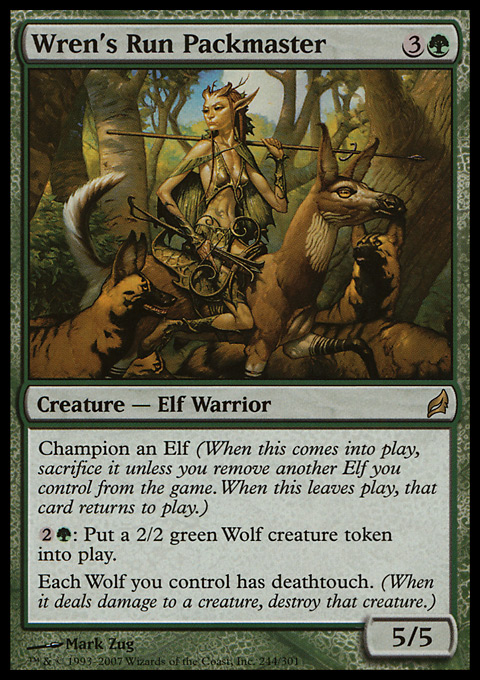 Wren's Run Packmaster 3
Creature — Elf Warrior
Champion an Elf (When this comes into play,
sacrifice it unless you remove another Elf you
control from the game. When this leaves play, that
card returns to play.)
2: Put a 2/2 green Wolf creature token
into play.
Each Wolf you control has deathtouch. (When
it deals damage to a creature, destroy that creature.)
Mark Zug
5/5
™ & © 1993–2007 Wizards of the Coast, Inc. 244/301